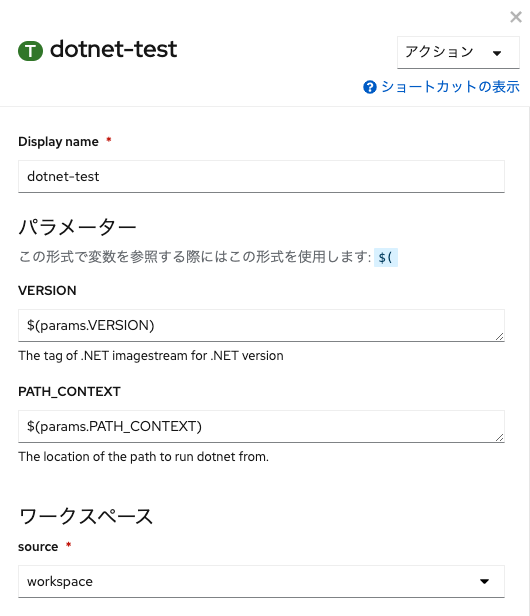 T dotnet-test
アクション
ショートカットの表示
Display name *
dotnet-test
パラメーター
この形式で変数を参照する際にはこの形式を使用します: $(
VERSION
$(params.VERSION)
The tag of .NET imagestream for .NET version
PATH_CONTEXT
$(params.PATH_CONTEXT)
The location of the path to run dotnet from.
ワークスペース
source *
workspace